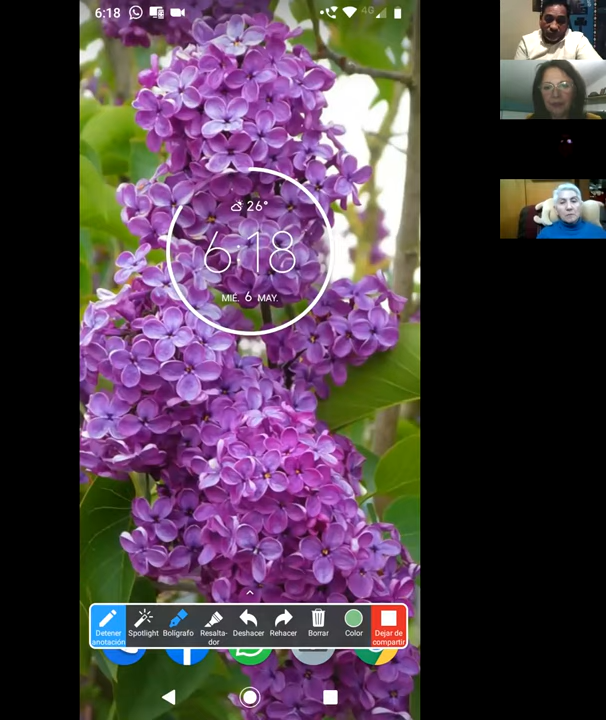 6:18
4G
26°
6:18
MIÉ. 6 MAY.
Detener anotación
Spotlight
Bolígrafo
Resalta-
dor
Deshacer
Rehacer
Borrar
Color
Dejar de compartir